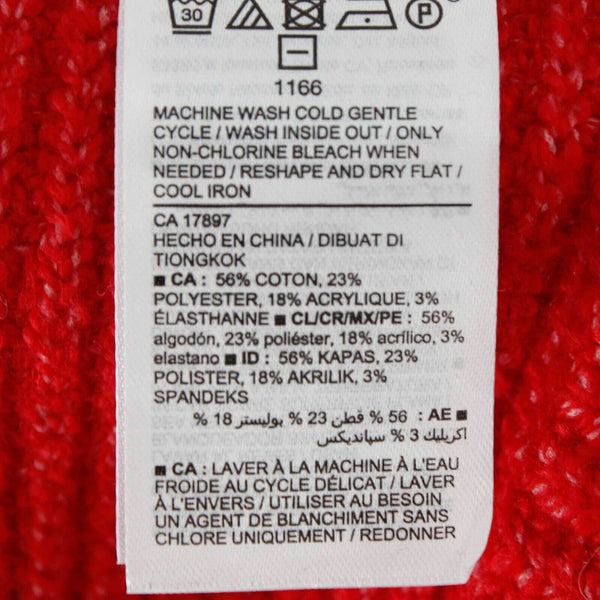 30
P
1166
MACHINE WASH COLD GENTLE
CYCLE / WASH INSIDE OUT / ONLY
NON-CHLORINE BLEACH WHEN
NEEDED / RESHAPE AND DRY FLAT /
COOL IRON
CA 17897
HECHO EN CHINA / DIBUAT DI
TIONGKOK
■ CA : 56% COTON, 23%
POLYESTER, 18% ACRYLIQUE, 3%
ÉLASTHANNE ■ CL/CR/MX/PE : 56%
algodón, 23% poliéster, 18% acrílico, 3%
elastano ■ ID : 56% KAPAS, 23%
POLISTER, 18% AKRILIK, 3%
SPANDEKS
■ AE : 56 % قطن 23 % پوليستر 18 %
اكريليك 3 % سپانديكس
■ CA : LAVER À LA MACHINE À L'EAU
FROIDE AU CYCLE DÉLICAT / LAVER
À L'ENVERS / UTILISER AU BESOIN
UN AGENT DE BLANCHIMENT SANS
CHLORE UNIQUEMENT / REDONNER